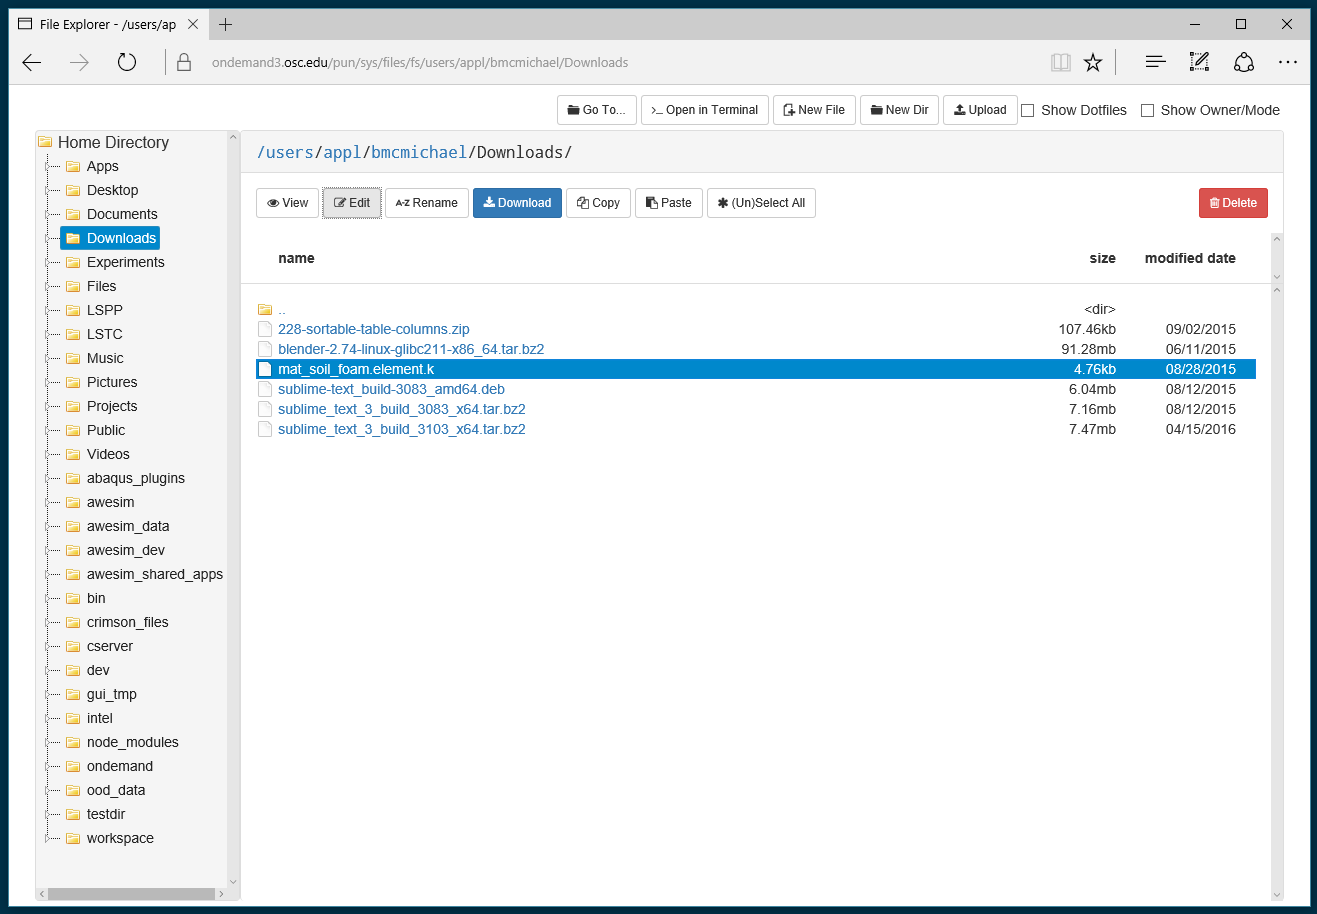 File Explorer - /users/ap
ondemand3.osc.edu/pun/sys/files/fs/users/appl/bmcmichael/Downloads
Go To... >_ Open in Terminal New File New Dir Upload Show Dotfiles Show Owner/Mode
Home Directory
Apps
Desktop
Documents
Downloads
Experiments
Files
LSPP
LSTC
Music
Pictures
Projects
Public
Videos
abaqus_plugins
awesim
awesim_data
awesim_dev
awesim_shared_apps
bin
crimson_files
cserver
dev
gui_tmp
intel
node_modules
ondemand
ood_data
testdir
workspace
/users/appl/bmcmichael/Downloads/
View Edit A-Z Rename Download Copy Paste (Un)Select All Delete
name size modified date
.. <dir>
228-sortable-table-columns.zip 107.46kb 09/02/2015
blender-2.74-linux-glibc211-x86_64.tar.bz2 91.28mb 06/11/2015
mat_soil_foam.element.k 4.76kb 08/28/2015
sublime-text_build-3083_amd64.deb 6.04mb 08/12/2015
sublime_text_3_build_3083_x64.tar.bz2 7.16mb 08/12/2015
sublime_text_3_build_3103_x64.tar.bz2 7.47mb 04/15/2016